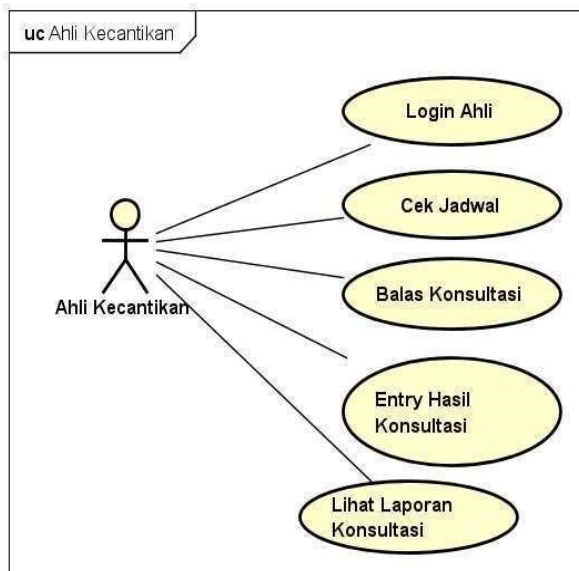 uc Ahli Kecantikan
Login Ahli
Cek Jadwal
Balas Konsultasi
Ahli Kecantikan
Entry Hasil
Konsultasi
Lihat Laporan
Konsultasi